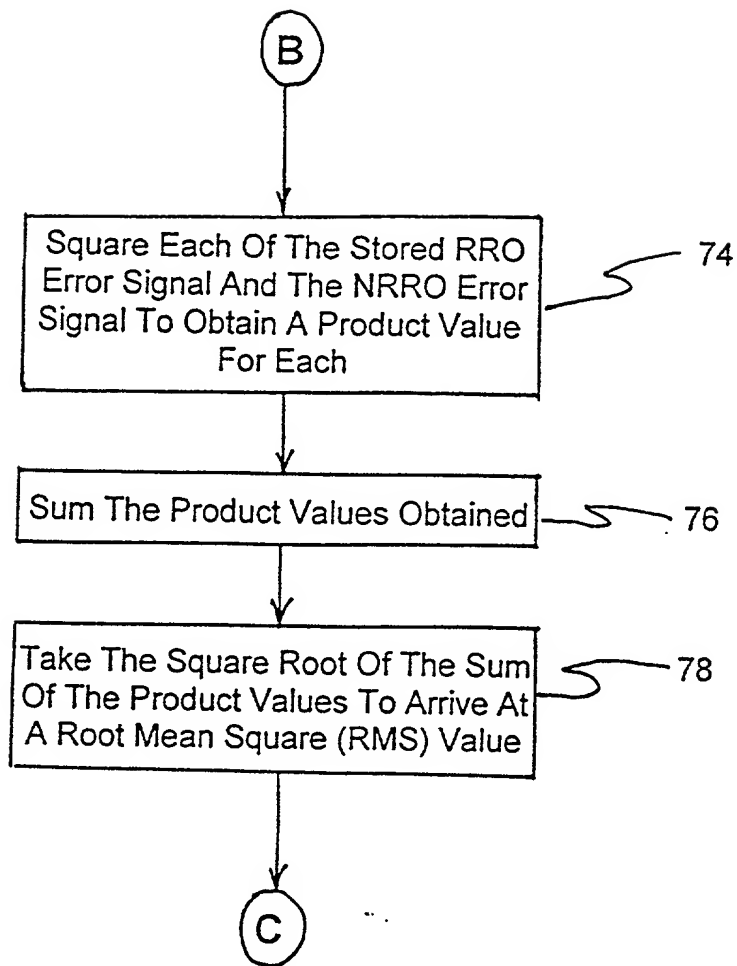 B
Square Each Of The Stored RRO
Error Signal And The NRRO Error
Signal To Obtain A Product Value
For Each
74
Sum The Product Values Obtained
76
Take The Square Root Of The Sum
Of The Product Values To Arrive At
A Root Mean Square (RMS) Value
78
C